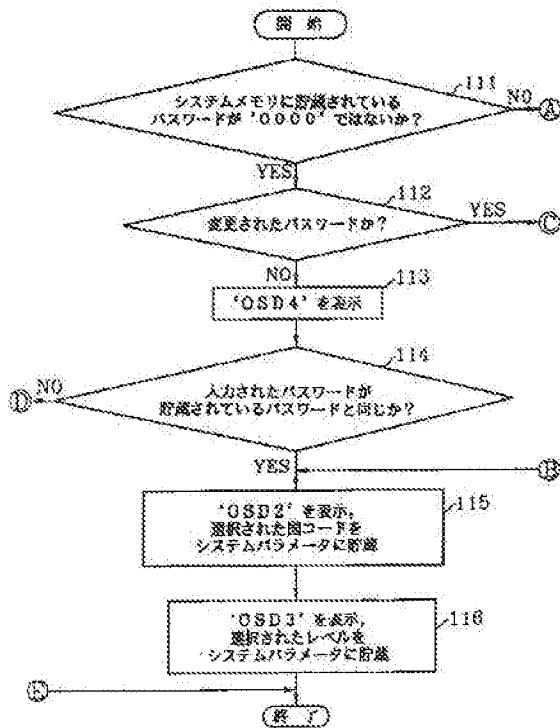 開始
111
システムメモリに貯蔵されている
パスワードが '0000' ではないか?
NO
A
YES
112
変更されたパスワードか?
YES
C
NO
113
'OSD4' を表示
114
NO
D
入力されたパスワードが
貯蔵されているパスワードと同じか?
YES
B
115
'OSD2' を表示,
選択された国コードを
システムパラメータに貯蔵
116
'OSD3' を表示,
選択されたレベルを
システムパラメータに貯蔵
E
終了